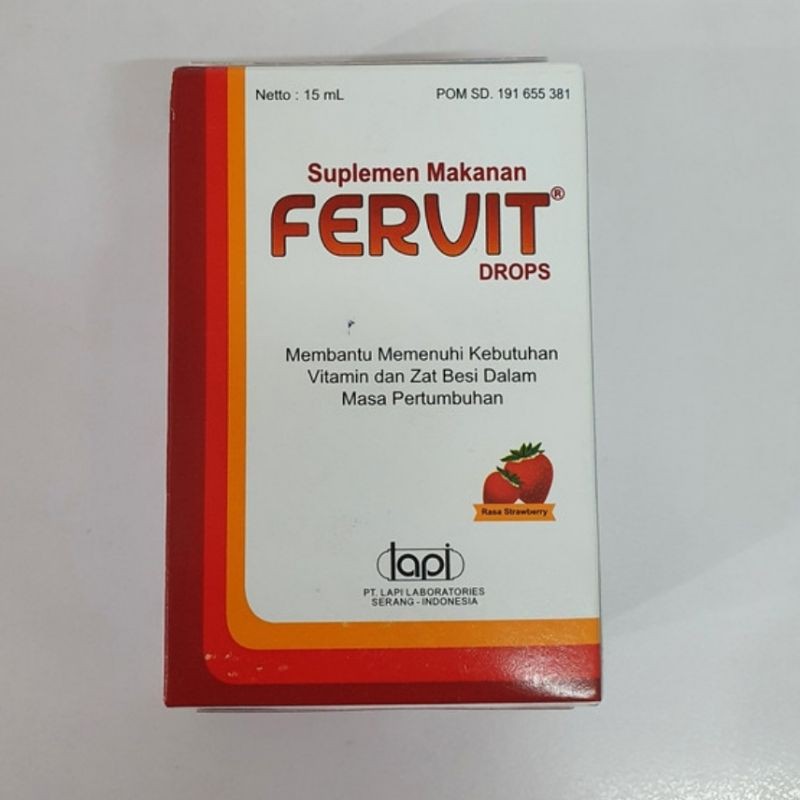 Netto : 15 mL
POM SD. 191 655 381
Suplemen Makanan
FERVIT®
DROPS
Membantu Memenuhi Kebutuhan
Vitamin dan Zat Besi Dalam
Masa Pertumbuhan
Rasa Strawberry
lapi
PT. LAPI LABORATORIES
SERANG - INDONESIA